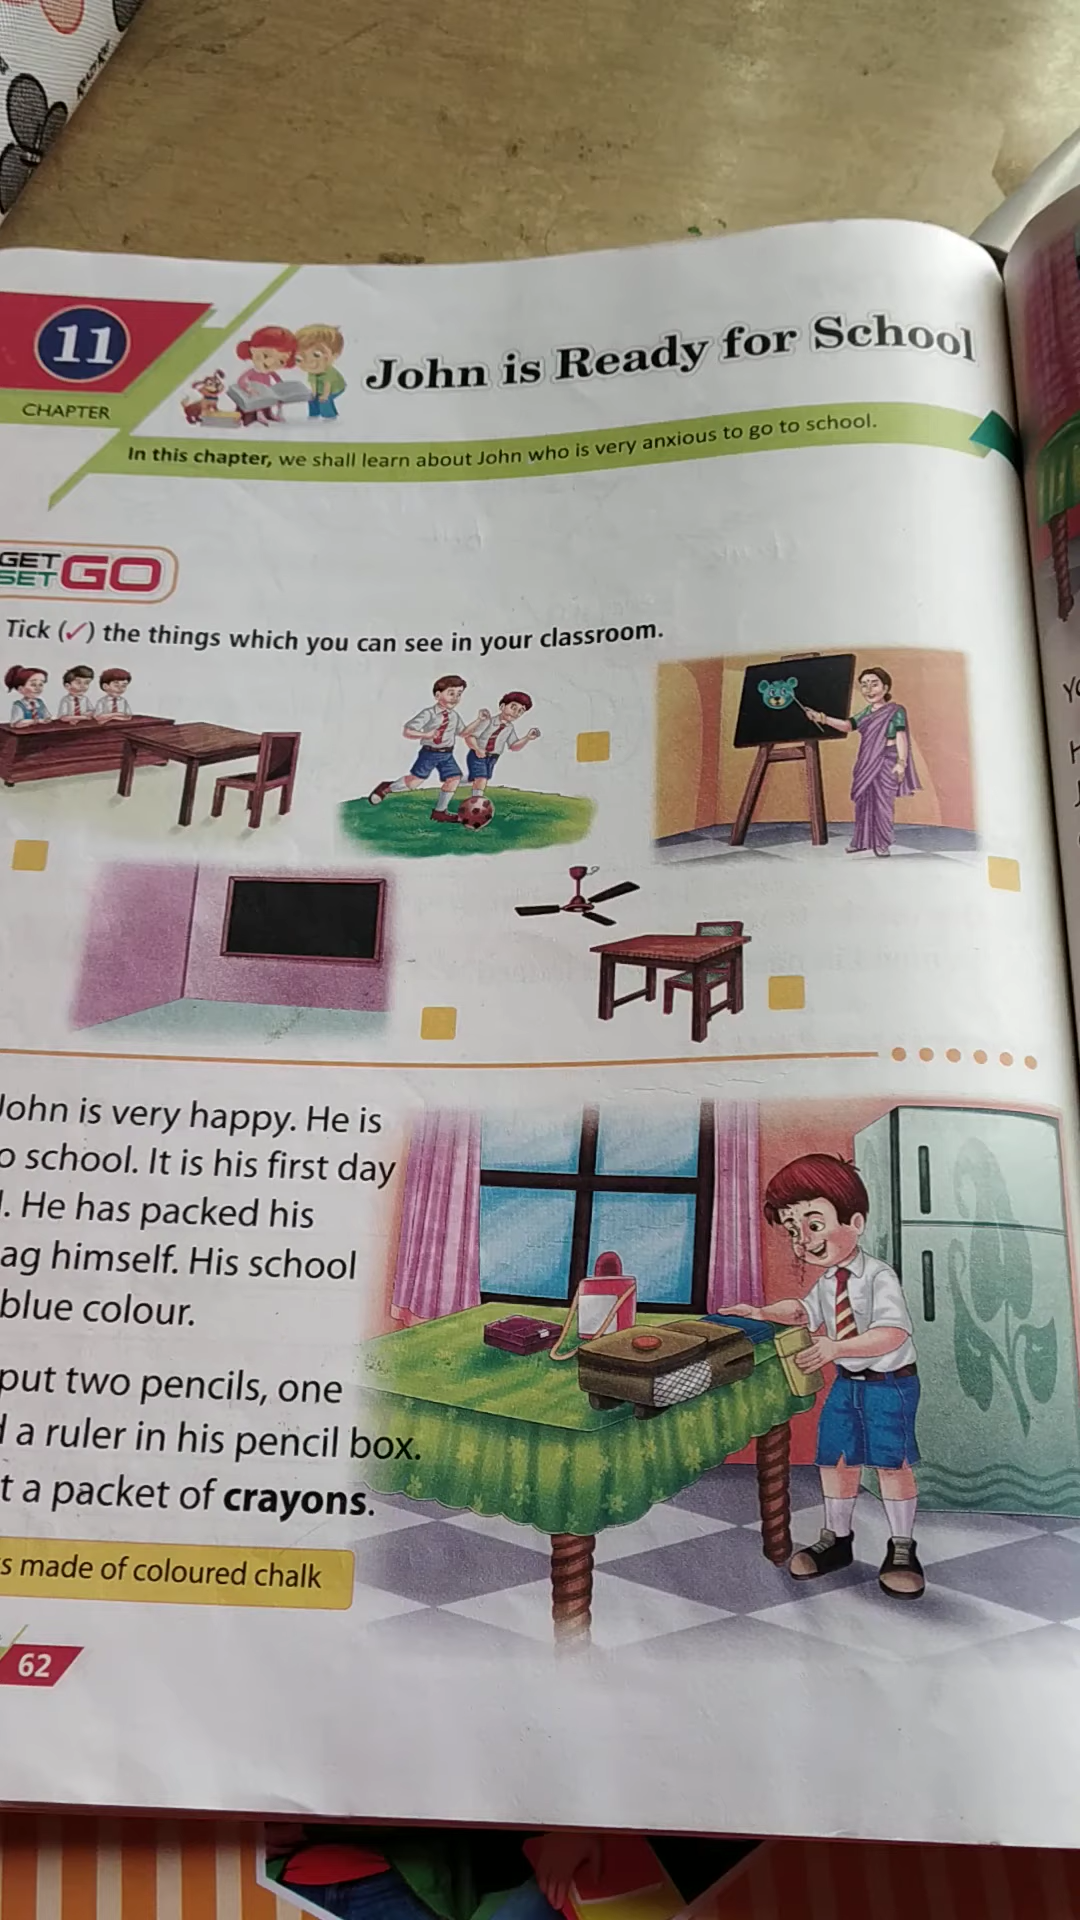 11
CHAPTER
John is Ready for School
In this chapter, we shall learn about John who is very anxious to go to school.
GET
SET GO
Tick (✓) the things which you can see in your classroom.
John is very happy. He is
school. It is his first day
. He has packed his
himself. His school
blue colour.
put two pencils, one
a ruler in his pencil box.
a packet of crayons.
made of coloured chalk
62